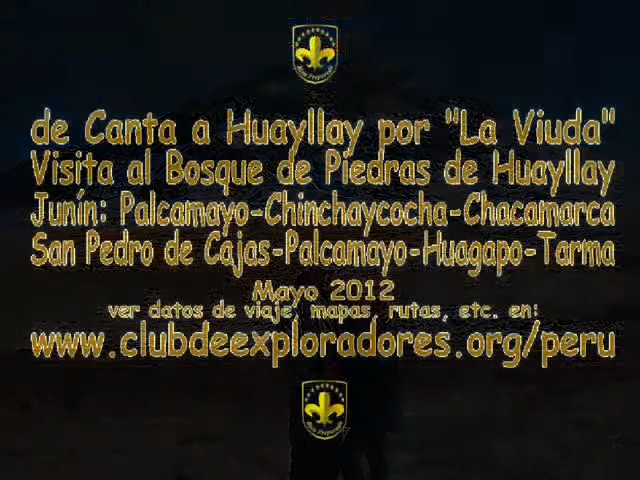 de Canta a Huayllay por "La Viuda"
Visita al Bosque de Piedras de Huayllay
Junín: Palcamayo-Chinchaycocha-Chacamarca
San Pedro de Cajas-Palcamayo-Huagapo-Tarma
Mayo 2012
ver datos de viaje, mapas, rutas, etc. en:
www.clubdeexploradores.org/peru